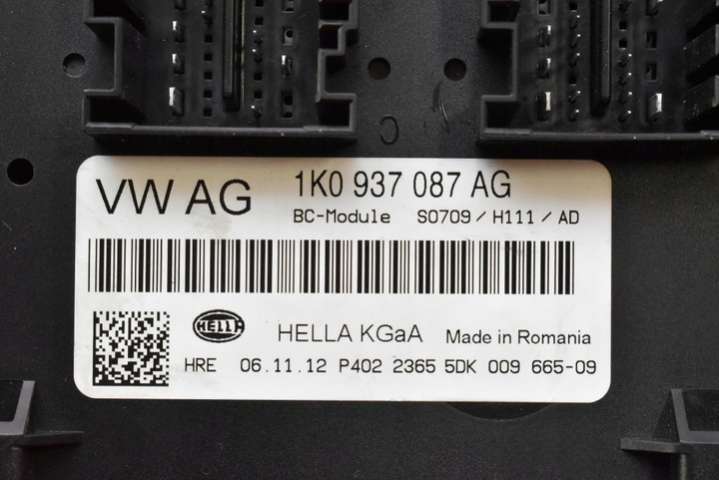 VW AG 1K0 937 087 AG
BC-Module S0709 / H111 / AD
HELLA
HELLA KGaA Made in Romania
HRE 06.11.12 P402 2365 5DK 009 665-09